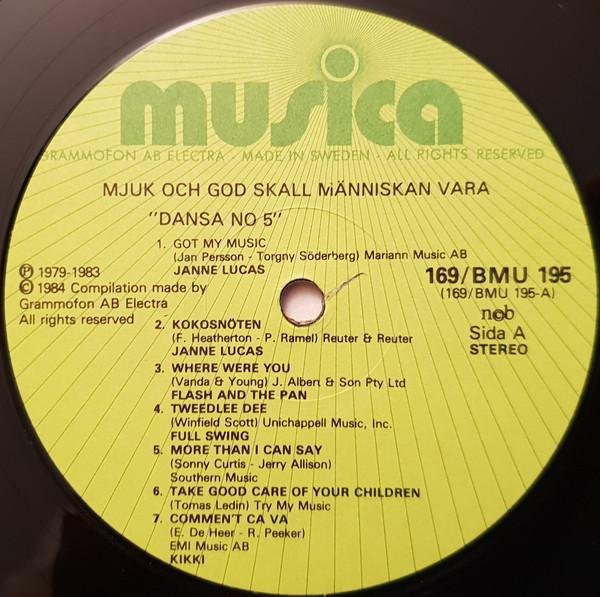 musica
GRAMMOFON AB ELECTRA - MADE IN SWEDEN - ALL RIGHTS RESERVED
MJUK OCH GOD SKALL MÄNNISKAN VARA
"DANSA NO 5"
1. GOT MY MUSIC
(Jan Persson - Torgny Söderberg) Mariann Music AB
JANNE LUCAS
℗ 1979-1983
© 1984 Compilation made by
Grammofon AB Electra
All rights reserved
169/BMU 195
(169/BMU 195-A)
n©b
Sida A
STEREO
2. KOKOSNÖTEN
(F. Heatherton - P. Ramel) Reuter & Reuter
JANNE LUCAS
3. WHERE WERE YOU
(Vanda & Young) J. Albert & Son Pty Ltd
FLASH AND THE PAN
4. TWEEDLEE DEE
(Winfield Scott) Unichappell Music, Inc.
FULL SWING
5. MORE THAN I CAN SAY
(Sonny Curtis - Jerry Allison)
Southern Music
6. TAKE GOOD CARE OF YOUR CHILDREN
(Tomas Ledin) Try My Music
7. COMMEN'T CA VA
(E. De Heer - R. Peeker)
EMI Music AB
KIKKI